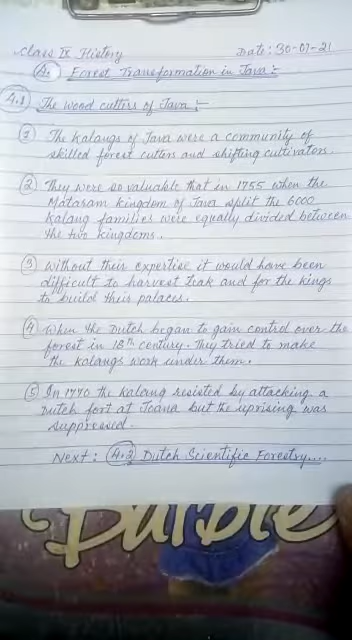 Class IX History Date: 30-07-21
4. Forest Transformation in Java :-
4.1 The wood cutters of Java :-
1 The Kalangs of Java were a community of
skilled forest cutters and shifting cultivators.
2 They were so valuable that in 1755 when the
Mataram kingdom of Java split the 6000
Kalang families were equally divided between
the two kingdoms.
3 Without their expertise it would have been
difficult to harvest teak and for the kings
to build their palaces.
4 When the Dutch began to gain control over the
forest in 18th century. They tried to make
the kalangs work under them.
5 In 1770 the kalang resisted by attacking a
Dutch fort at Joana but the uprising was
suppressed.
Next : 4.2 Dutch Scientific Forestry....
Barbie